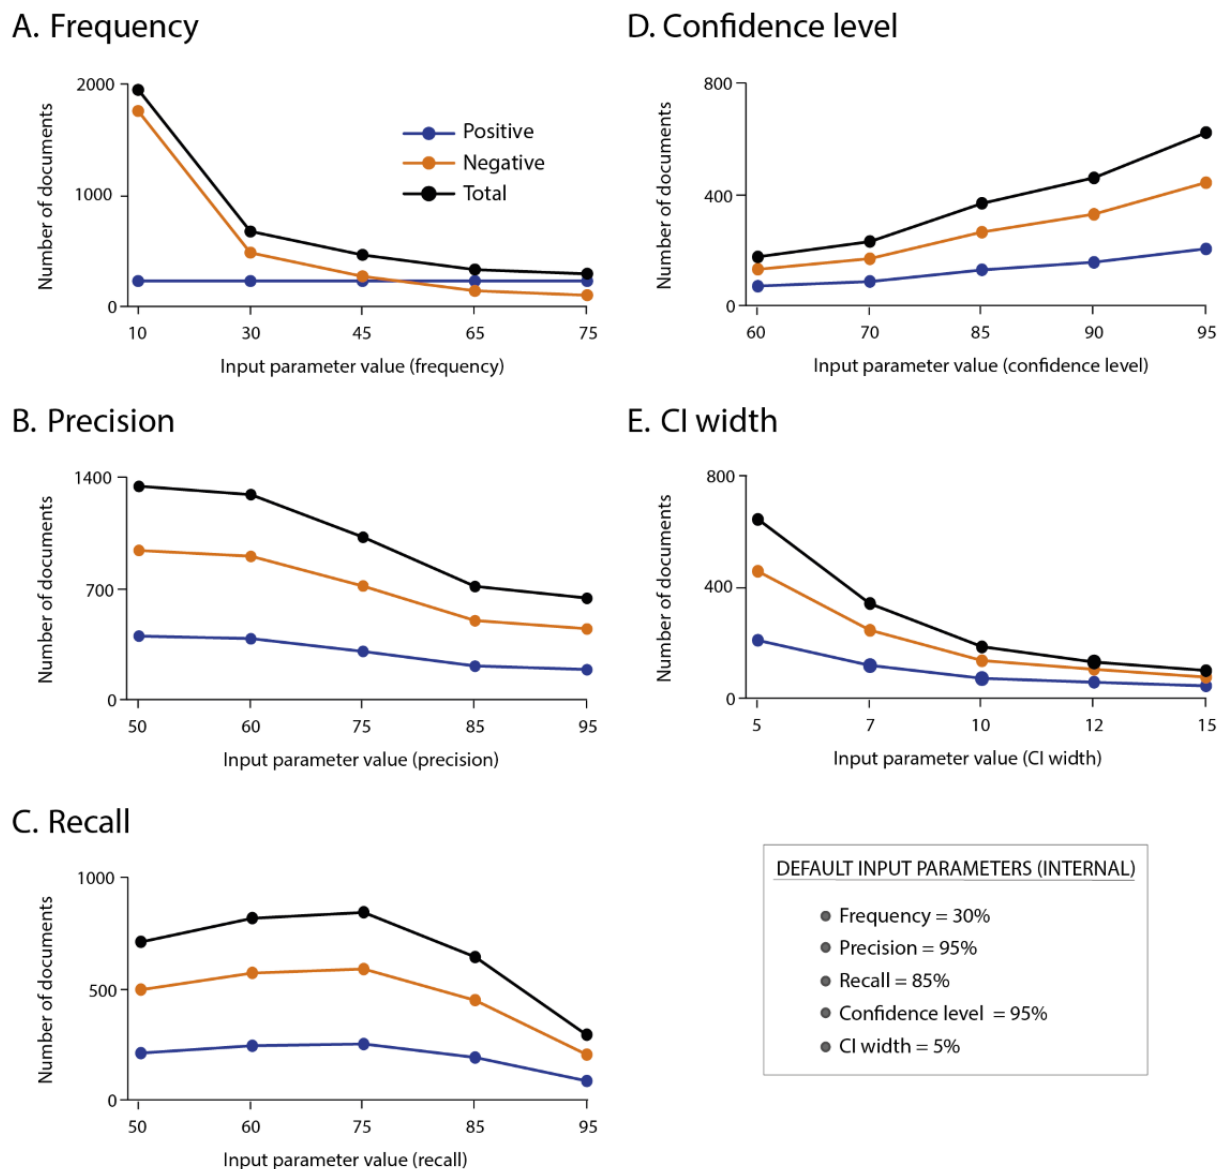 A. Frequency
Number of documents
2000
1000
0
Positive
Negative
Total
10 30 45 65 75
Input parameter value (frequency)
B. Precision
Number of documents
1400
700
0
50 60 75 85 95
Input parameter value (precision)
C. Recall
Number of documents
1000
500
0
50 60 75 85 95
Input parameter value (recall)
D. Confidence level
Number of documents
800
400
0
60 70 85 90 95
Input parameter value (confidence level)
E. CI width
Number of documents
800
400
0
5 7 10 12 15
Input parameter value (CI width)
DEFAULT INPUT PARAMETERS (INTERNAL)
Frequency = 30%
Precision = 95%
Recall = 85%
Confidence level = 95%
CI width = 5%